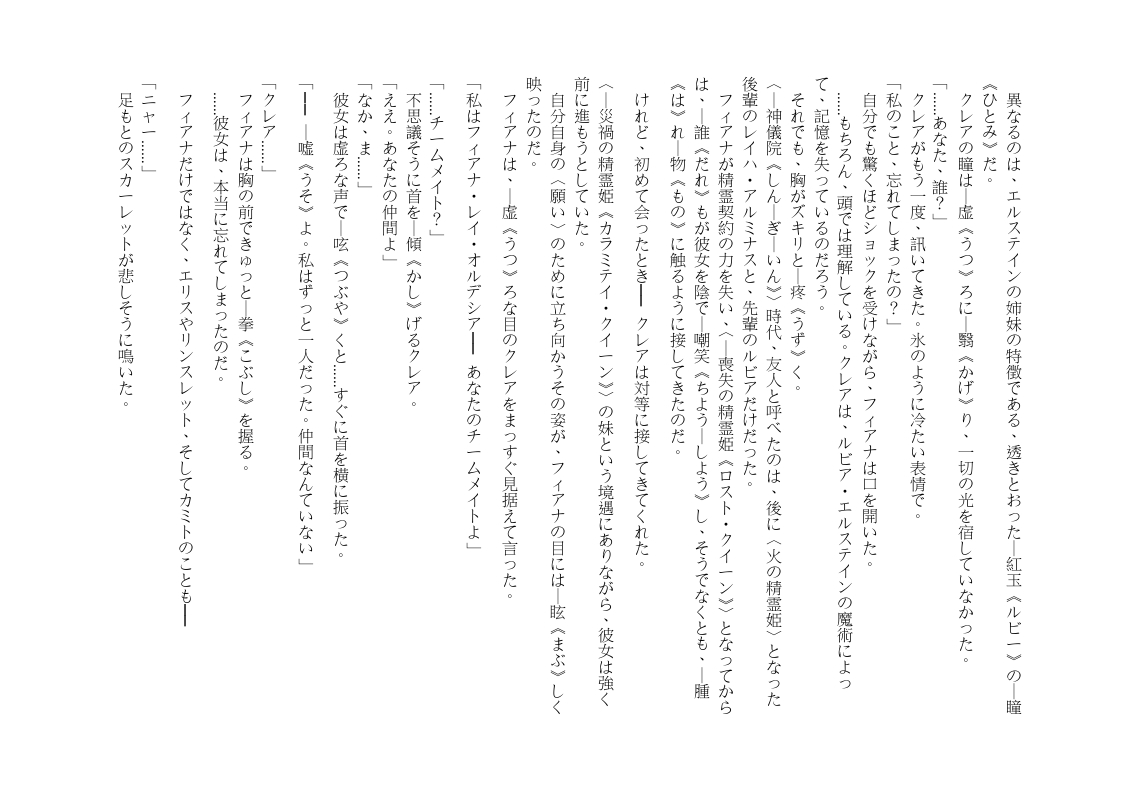 異なるのは、エルステインの姉妹の特徴である、透きとおった―紅玉《ルビー》の―瞳
《ひとみ》だ。
クレアの瞳は―虚《うつ》ろに―翳《かげ》り、一切の光を宿していなかった。
「……あなた、誰？」
クレアがもう一度、訊いてきた。氷のように冷たい表情で。
「私のこと、忘れてしまったの？」
自分でも驚くほどショックを受けながら、フィアナは口を開いた。
……もちろん、頭では理解している。クレアは、ルビア・エルステインの魔術によっ
て、記憶を失っているのだろう。
それでも、胸がズキリと―疼《うず》く。
〈―神儀院《しん―ぎ―いん》〉時代、友人と呼べたのは、後に〈火の精霊姫〉となった
後輩のレイハ・アルミナスと、先輩のルビアだけだった。
フィアナが精霊契約の力を失い、〈―喪失の精霊姫《ロスト・クイーン》〉となってから
は、―誰《だれ》もが彼女を陰で―嘲笑《ちよう―しよう》し、そうでなくとも、―腫
《は》れ―物《もの》に触るように接してきたのだ。
けれど、初めて会ったとき━━ クレアは対等に接してきてくれた。
〈―災禍の精霊姫《カラミテイ・クイーン》〉の妹という境遇にありながら、彼女は強く
前に進もうとしていた。
自分自身の〈願い〉のために立ち向かうその姿が、フィアナの目には―眩《まぶ》しく
映ったのだ。
フィアナは、―虚《うつ》ろな目のクレアをまっすぐ見据えて言った。
「私はフィアナ・レイ・オルデシア━━ あなたのチームメイトよ」
「……チームメイト？」
不思議そうに首を―傾《かし》げるクレア。
「ええ。あなたの仲間よ」
「なか、ま……」
彼女は虚ろな声で―呟《つぶや》くと……すぐに首を横に振った。
「━━ ―嘘《うそ》よ。私はずっと一人だった。仲間なんていない」
「クレア……」
フィアナは胸の前できゅっと―拳《こぶし》を握る。
……彼女は、本当に忘れてしまったのだ。
フィアナだけではなく、エリスやリンスレット、そしてカミトのことも━━
「ニャー……」
足もとのスカーレットが悲しそうに鳴いた。